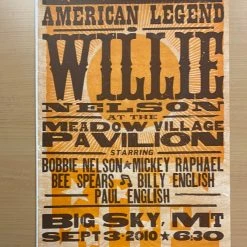 AMERICAN LEGEND
WILLIE
NELSON
AT THE
MEADOW VILLAGE
PAVILION
STARRING
BOBBIE NELSON ★ MICKEY RAPHAEL
BEE SPEARS ♫ BILLY ENGLISH
PAUL ENGLISH
BIG SKY, MT
SEPT 3•2010 ★ 6:30